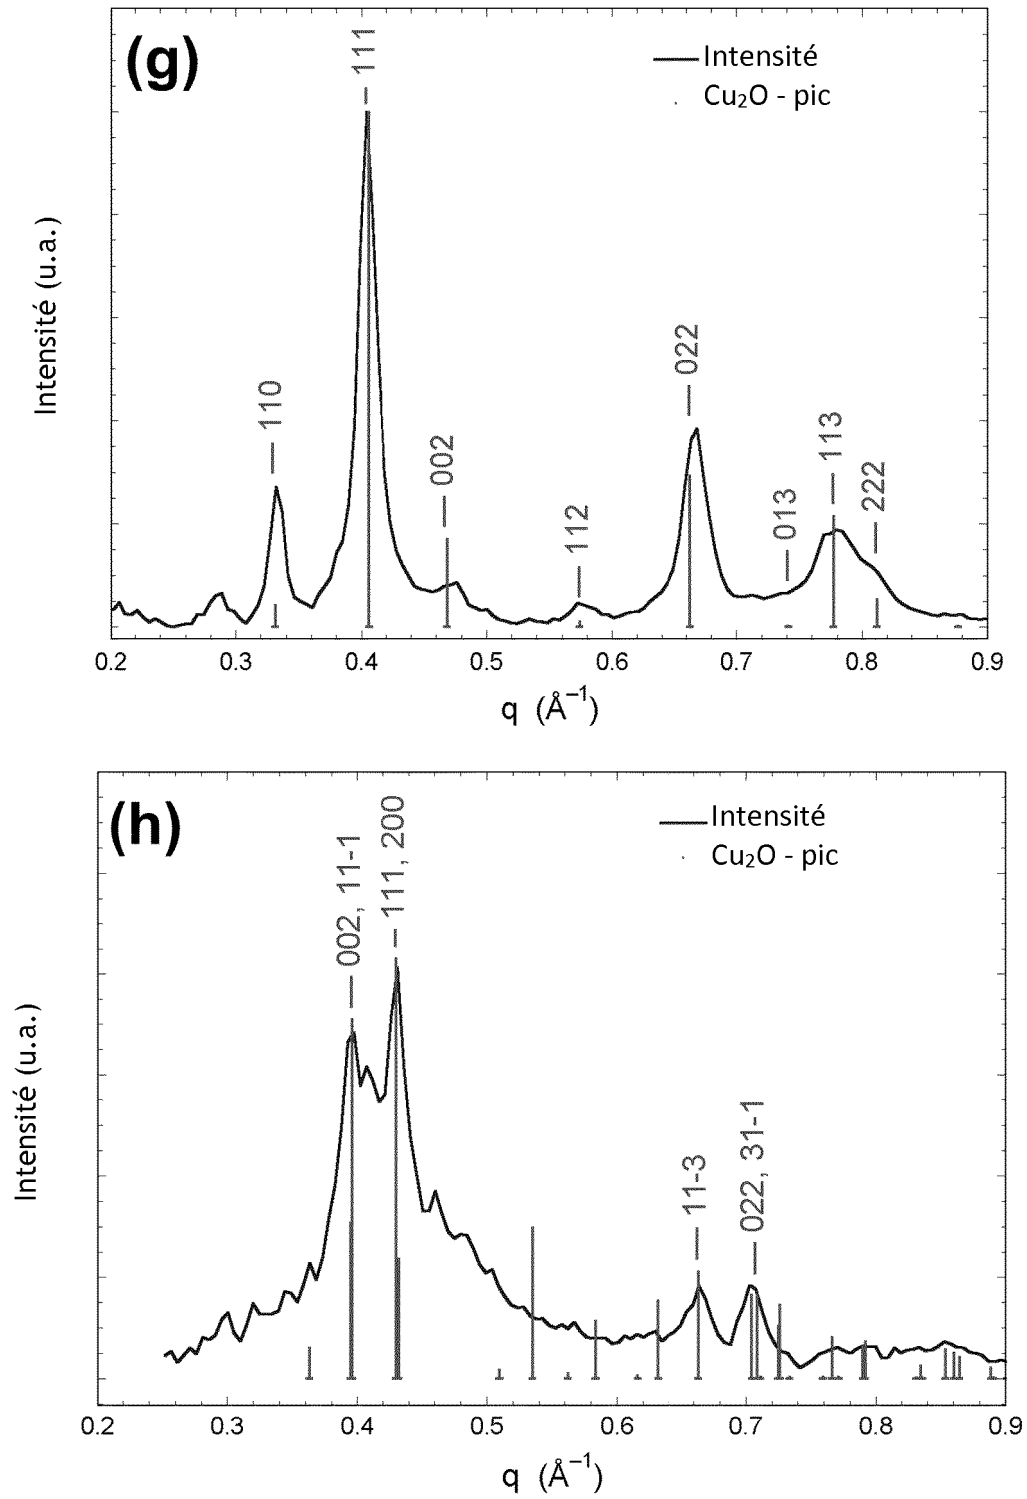 (g)
Intensité
Cu₂O - pic
110
111
002
112
022
013
113
222
Intensité (u.a.)
0.2 0.3 0.4 0.5 0.6 0.7 0.8 0.9
q (Å⁻¹)
(h)
Intensité
Cu₂O - pic
002, 11-1
111, 200
11-3
022, 31-1
Intensité (u.a.)
0.2 0.3 0.4 0.5 0.6 0.7 0.8 0.9
q (Å⁻¹)